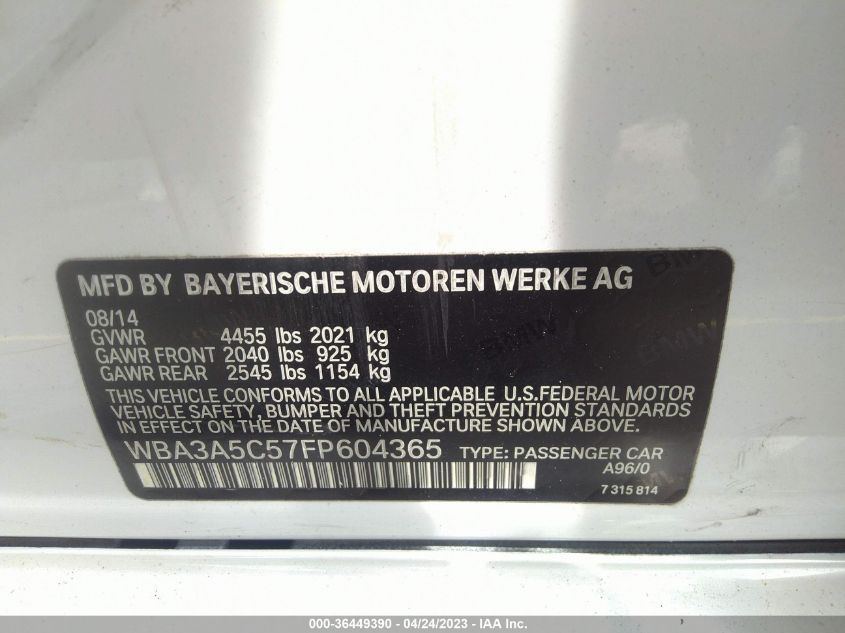 MFD BY BAYERISCHE MOTOREN WERKE AG
08/14
GVWR 4455 lbs 2021 kg
GAWR FRONT 2040 lbs 925 kg
GAWR REAR 2545 lbs 1154 kg
THIS VEHICLE CONFORMS TO ALL APPLICABLE U.S.FEDERAL MOTOR
VEHICLE SAFETY, BUMPER AND THEFT PREVENTION STANDARDS
IN EFFECT ON THE DATE OF MANUFACTURE SHOWN ABOVE.
WBA3A5C57FP604365 TYPE: PASSENGER CAR
A96/0
7 315 814
BMW
BMW
BMW
000-36449390 - 04/24/2023 - IAA Inc.